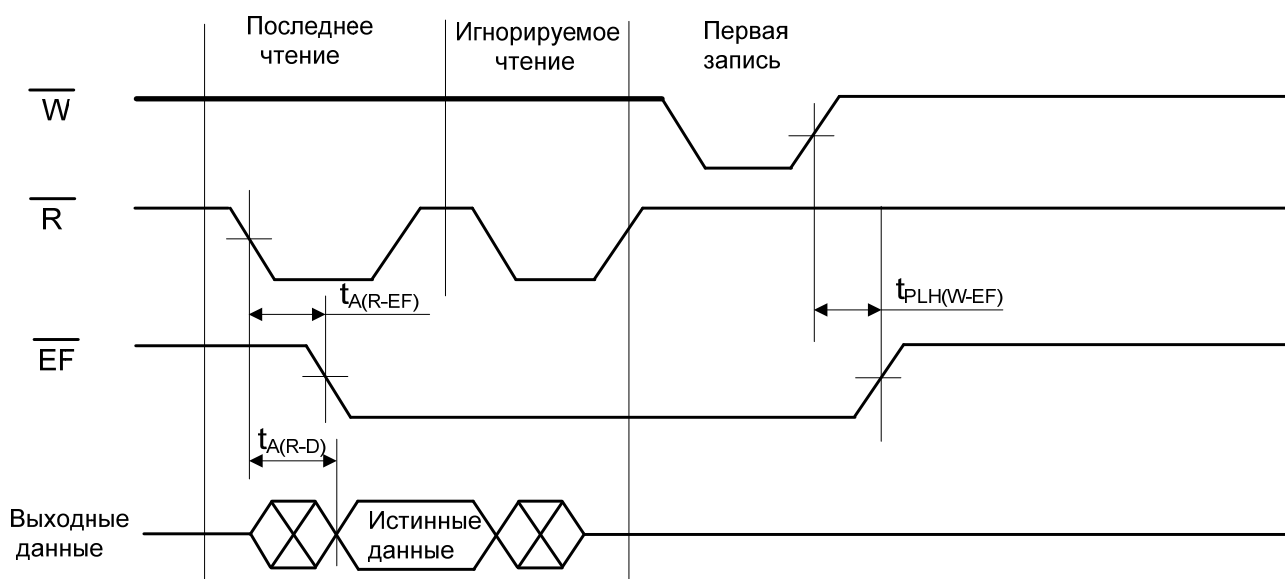 Последнее
чтение
Игнорируемое
чтение
Первая
запись
W
R
tA(R-EF)
tPLH(W-EF)
EF
tA(R-D)
Выходные
данные
Истинные
данные